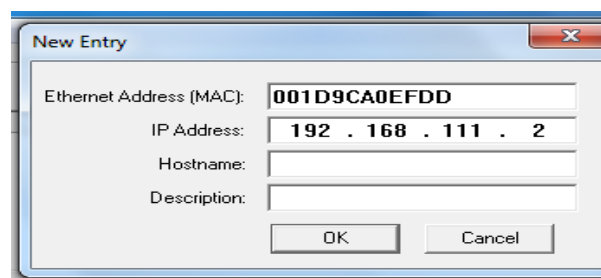 New Entry
Ethernet Address (MAC): 001D9CA0EFDD
IP Address: 192 . 168 . 111 . 2
Hostname:
Description:
OK Cancel